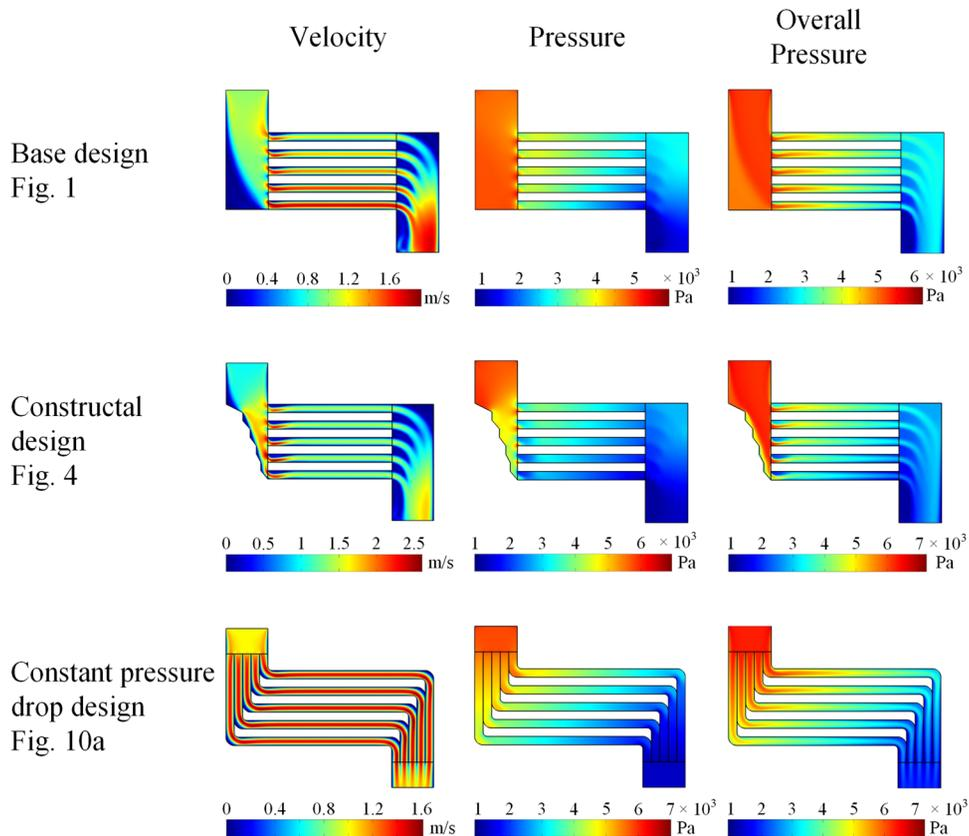 Velocity
Pressure
Overall
Pressure
Base design
Fig. 1
0 0.4 0.8 1.2 1.6
m/s
1 2 3 4 5 × 10³
Pa
1 2 3 4 5 6 × 10³
Pa
Constructal
design
Fig. 4
0 0.5 1 1.5 2 2.5
m/s
1 2 3 4 5 6 × 10³
Pa
1 2 3 4 5 6 7 × 10³
Pa
Constant pressure
drop design
Fig. 10a
0 0.4 0.8 1.2 1.6
m/s
1 2 3 4 5 6 7 × 10³
Pa
1 2 3 4 5 6 7 × 10³
Pa